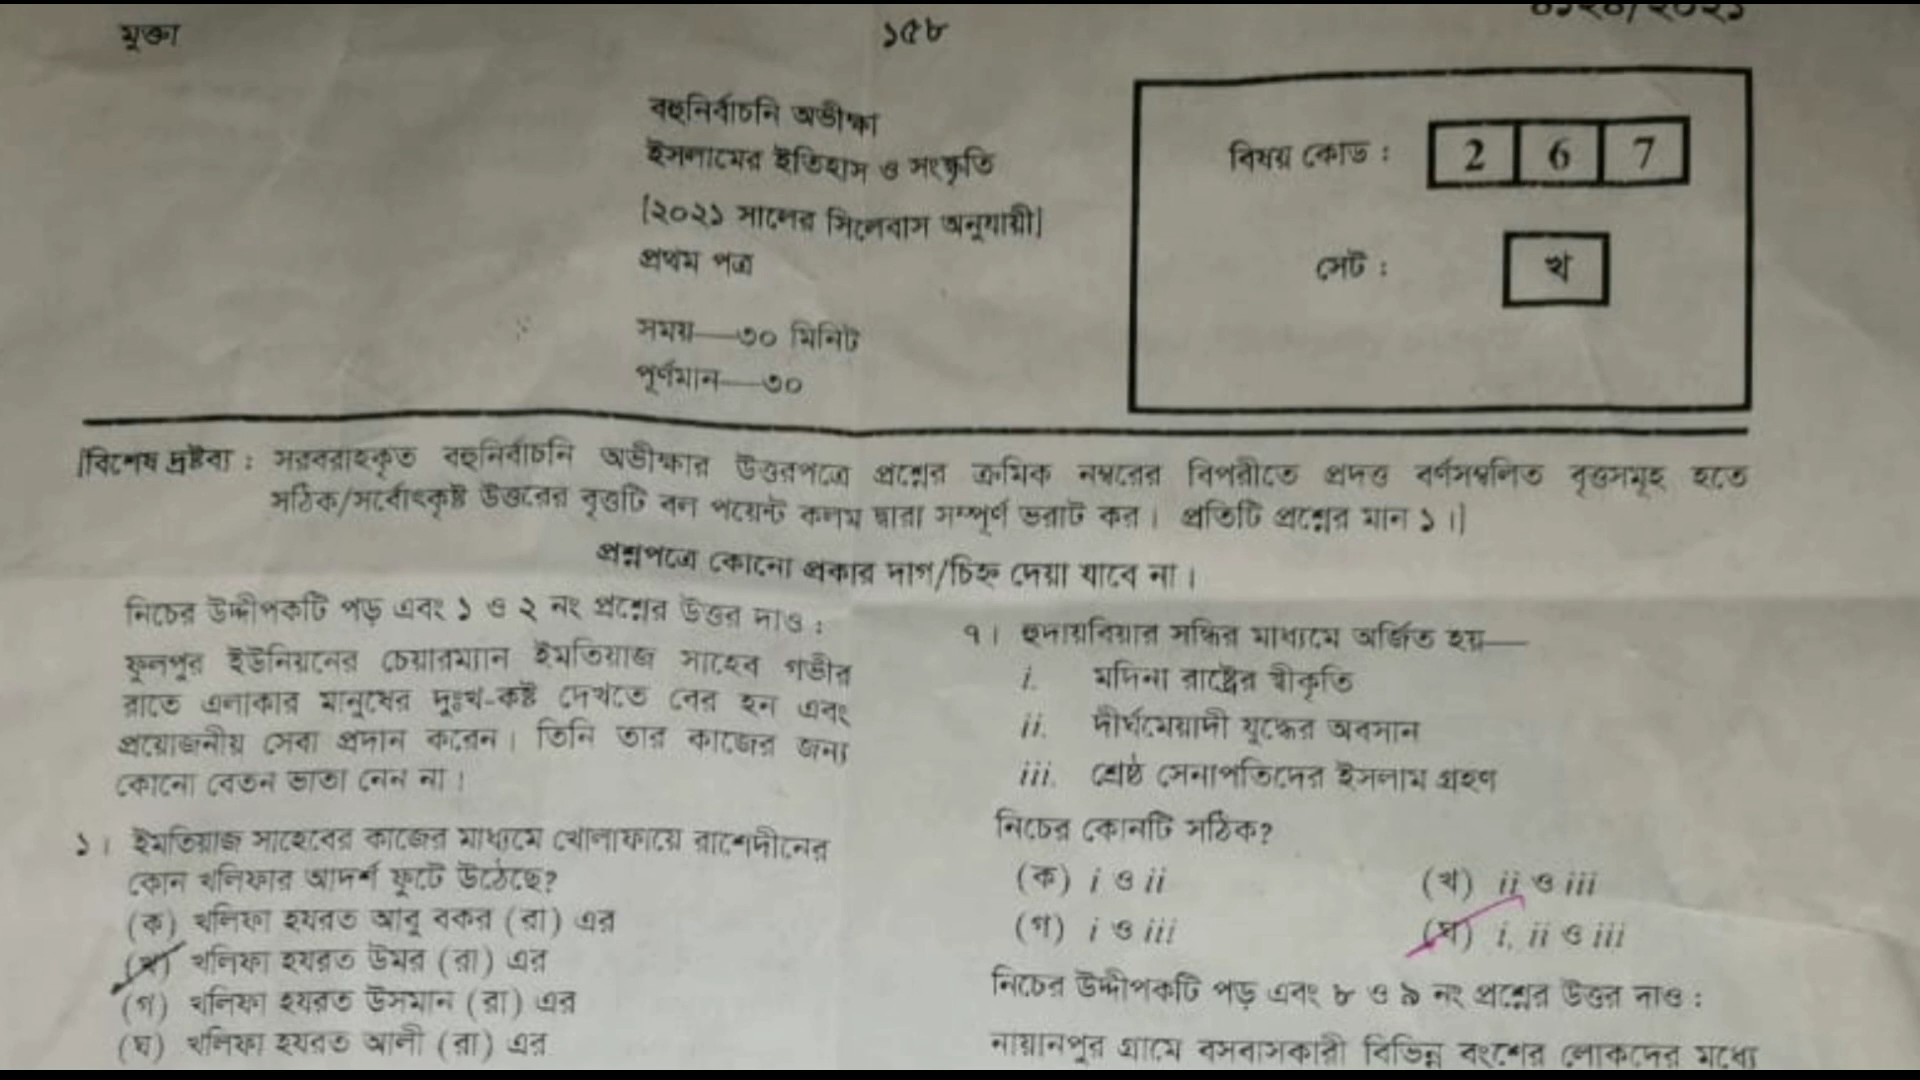 মুক্তা
১৫৮
বহুনির্বাচনি অভীক্ষা
ইসলামের ইতিহাস ও সংস্কৃতি
[২০২১ সালের সিলেবাস অনুযায়ী]
প্রথম পত্র
সময়—৩০ মিনিট
পূর্ণমান—৩০
বিষয় কোড : 2 6 7
সেট : খ
[বিশেষ দ্রষ্টব্য : সরবরাহকৃত বহুনির্বাচনি অভীক্ষার উত্তরপত্রে প্রশ্নের ক্রমিক নম্বরের বিপরীতে প্রদত্ত বর্ণসম্বলিত বৃত্তসমূহ হতে
সঠিক/সর্বোৎকৃষ্ট উত্তরের বৃত্তটি বল পয়েন্ট কলম দ্বারা সম্পূর্ণ ভরাট কর। প্রতিটি প্রশ্নের মান ১।]
প্রশ্নপত্রে কোনো প্রকার দাগ/চিহ্ন দেয়া যাবে না।
নিচের উদ্দীপকটি পড় এবং ১ ও ২ নং প্রশ্নের উত্তর দাও :
ফুলপুর ইউনিয়নের চেয়ারম্যান ইমতিয়াজ সাহেব গভীর
রাতে এলাকার মানুষের দুঃখ-কষ্ট দেখতে বের হন এবং
প্রয়োজনীয় সেবা প্রদান করেন। তিনি তার কাজের জন্য
কোনো বেতন ভাতা নেন না।
১। ইমতিয়াজ সাহেবের কাজের মাধ্যমে খোলাফায়ে রাশেদীনের
কোন খলিফার আদর্শ ফুটে উঠেছে?
(ক) খলিফা হযরত আবু বকর (রা) এর
(খ) খলিফা হযরত উমর (রা) এর
(গ) খলিফা হযরত উসমান (রা) এর
(ঘ) খলিফা হযরত আলী (রা) এর
৭। হুদায়বিয়ার সন্ধির মাধ্যমে অর্জিত হয়—
i. মদিনা রাষ্ট্রের স্বীকৃতি
ii. দীর্ঘমেয়াদী যুদ্ধের অবসান
iii. শ্রেষ্ঠ সেনাপতিদের ইসলাম গ্রহণ
নিচের কোনটি সঠিক?
(ক) i ও ii (খ) ii ও iii
(গ) i ও iii (ঘ) i, ii ও iii
নিচের উদ্দীপকটি পড় এবং ৮ ও ৯ নং প্রশ্নের উত্তর দাও :
নায়ানপুর গ্রামে বসবাসকারী বিভিন্ন বংশের লোকদের মধ্যে